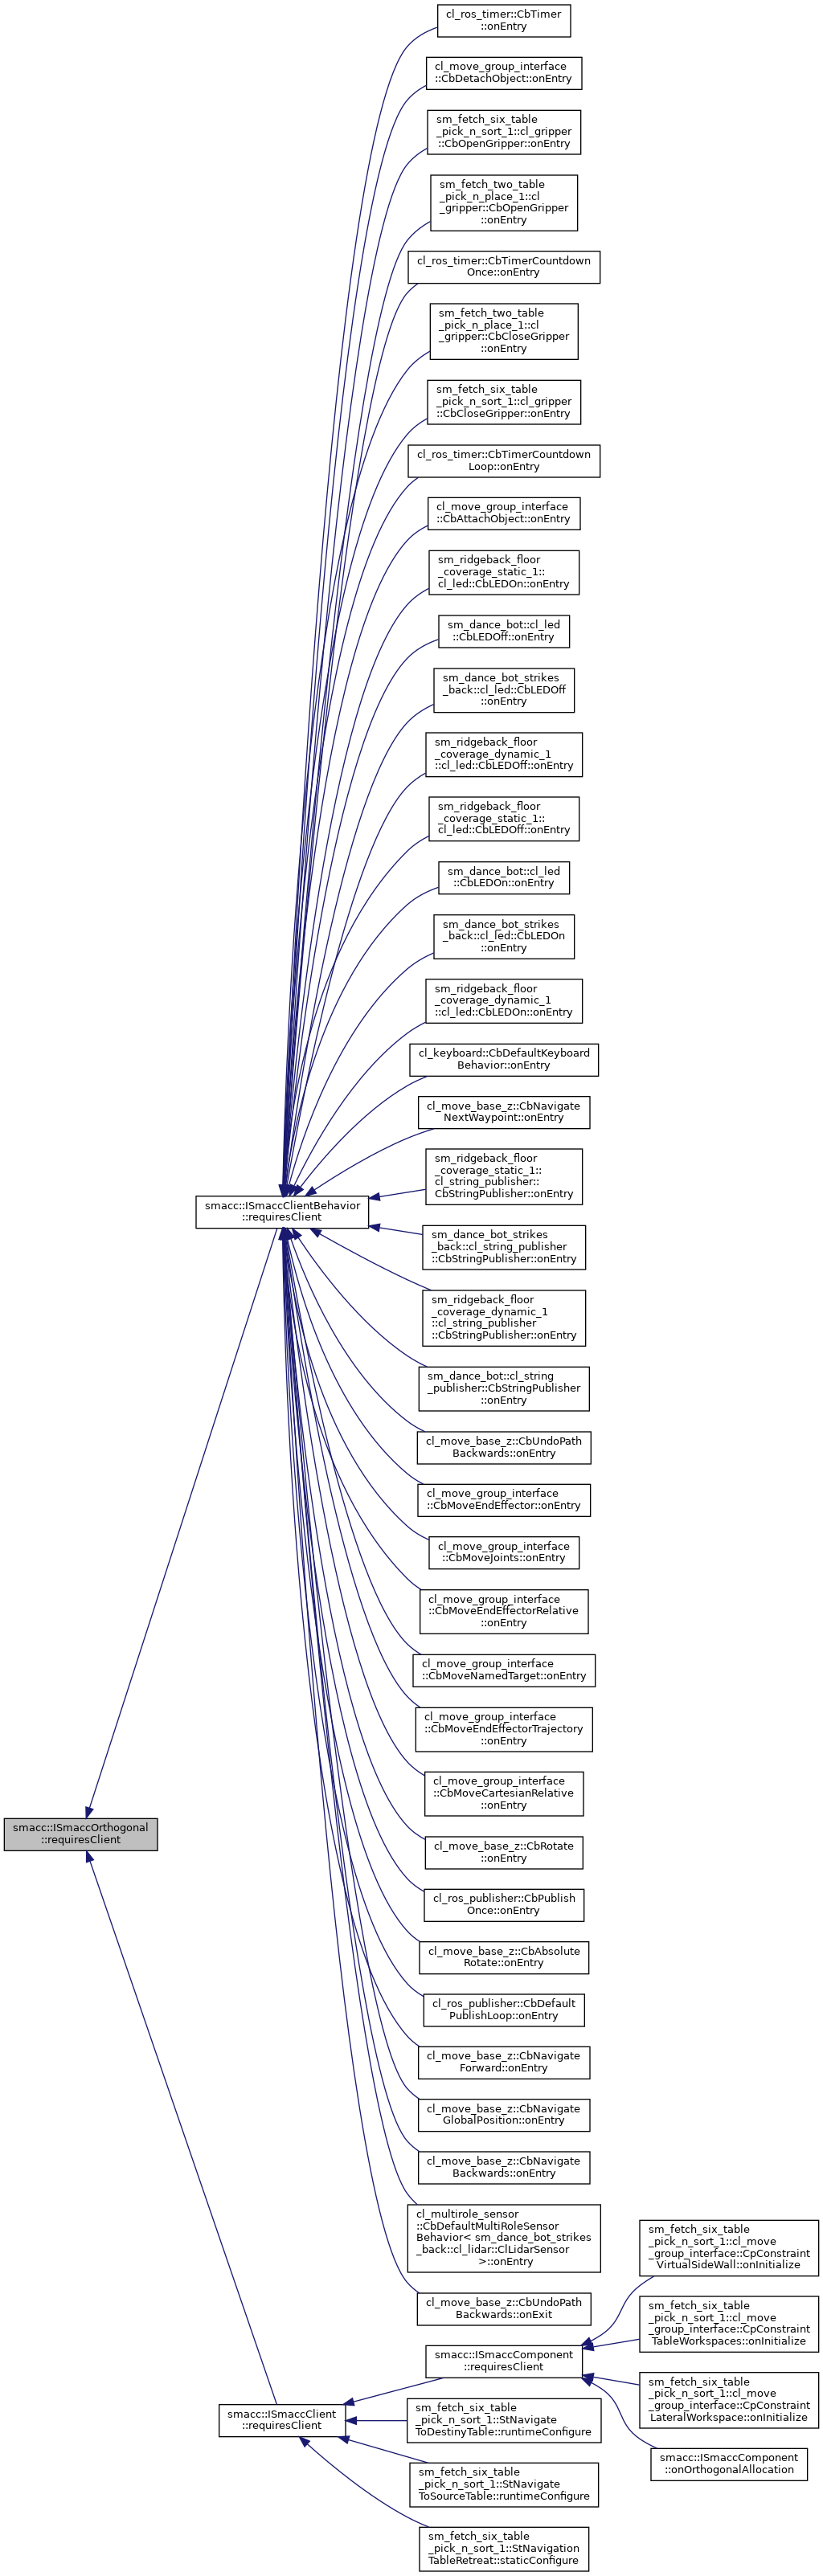 cl_ros_timer::CbTimer
::onEntry
cl_move_group_interface
::CbDetachObject::onEntry
sm_fetch_six_table
_pick_n_sort_1::cl_gripper
::CbOpenGripper::onEntry
sm_fetch_two_table
_pick_n_place_1::cl
_gripper::CbOpenGripper
::onEntry
cl_ros_timer::CbTimerCountdown
Once::onEntry
sm_fetch_two_table
_pick_n_place_1::cl
_gripper::CbCloseGripper
::onEntry
sm_fetch_six_table
_pick_n_sort_1::cl_gripper
::CbCloseGripper::onEntry
cl_ros_timer::CbTimerCountdown
Loop::onEntry
cl_move_group_interface
::CbAttachObject::onEntry
sm_ridgeback_floor
_coverage_static_1::
cl_led::CbLEDOn::onEntry
sm_dance_bot::cl_led
::CbLEDOff::onEntry
sm_dance_bot_strikes
_back::cl_led::CbLEDOff
::onEntry
sm_ridgeback_floor
_coverage_dynamic_1
::cl_led::CbLEDOff::onEntry
sm_ridgeback_floor
_coverage_static_1::
cl_led::CbLEDOff::onEntry
sm_dance_bot::cl_led
::CbLEDOn::onEntry
sm_dance_bot_strikes
_back::cl_led::CbLEDOn
::onEntry
sm_ridgeback_floor
_coverage_dynamic_1
::cl_led::CbLEDOn::onEntry
cl_keyboard::CbDefaultKeyboard
Behavior::onEntry
cl_move_base_z::CbNavigate
NextWaypoint::onEntry
sm_ridgeback_floor
_coverage_static_1::
cl_string_publisher::
CbStringPublisher::onEntry
smacc::ISmaccClientBehavior
::requiresClient
sm_dance_bot_strikes
_back::cl_string_publisher
::CbStringPublisher::onEntry
sm_ridgeback_floor
_coverage_dynamic_1
::cl_string_publisher
::CbStringPublisher::onEntry
sm_dance_bot::cl_string
_publisher::CbStringPublisher
::onEntry
cl_move_base_z::CbUndoPath
Backwards::onEntry
cl_move_group_interface
::CbMoveEndEffector::onEntry
cl_move_group_interface
::CbMoveJoints::onEntry
cl_move_group_interface
::CbMoveEndEffectorRelative
::onEntry
cl_move_group_interface
::CbMoveNamedTarget::onEntry
cl_move_group_interface
::CbMoveEndEffectorTrajectory
::onEntry
cl_move_group_interface
::CbMoveCartesianRelative
::onEntry
smacc::ISmaccOrthogonal
::requiresClient
cl_move_base_z::CbRotate
::onEntry
cl_ros_publisher::CbPublish
Once::onEntry
cl_move_base_z::CbAbsolute
Rotate::onEntry
cl_ros_publisher::CbDefault
PublishLoop::onEntry
cl_move_base_z::CbNavigate
Forward::onEntry
cl_move_base_z::CbNavigate
GlobalPosition::onEntry
cl_move_base_z::CbNavigate
Backwards::onEntry
cl_multirole_sensor
::CbDefaultMultiRoleSensor
Behavior< sm_dance_bot_strikes
_back::cl_lidar::ClLidarSensor
>::onEntry
cl_move_base_z::CbUndoPath
Backwards::onExit
sm_fetch_six_table
_pick_n_sort_1::cl_move
_group_interface::CpConstraint
VirtualSideWall::onInitialize
sm_fetch_six_table
_pick_n_sort_1::cl_move
_group_interface::CpConstraint
TableWorkspaces::onInitialize
smacc::ISmaccComponent
::requiresClient
sm_fetch_six_table
_pick_n_sort_1::cl_move
_group_interface::CpConstraint
LateralWorkspace::onInitialize
smacc::ISmaccClient
::requiresClient
sm_fetch_six_table
_pick_n_sort_1::StNavigate
ToDestinyTable::runtimeConfigure
smacc::ISmaccComponent
::onOrthogonalAllocation
sm_fetch_six_table
_pick_n_sort_1::StNavigate
ToSourceTable::runtimeConfigure
sm_fetch_six_table
_pick_n_sort_1::StNavigation
TableRetreat::staticConfigure